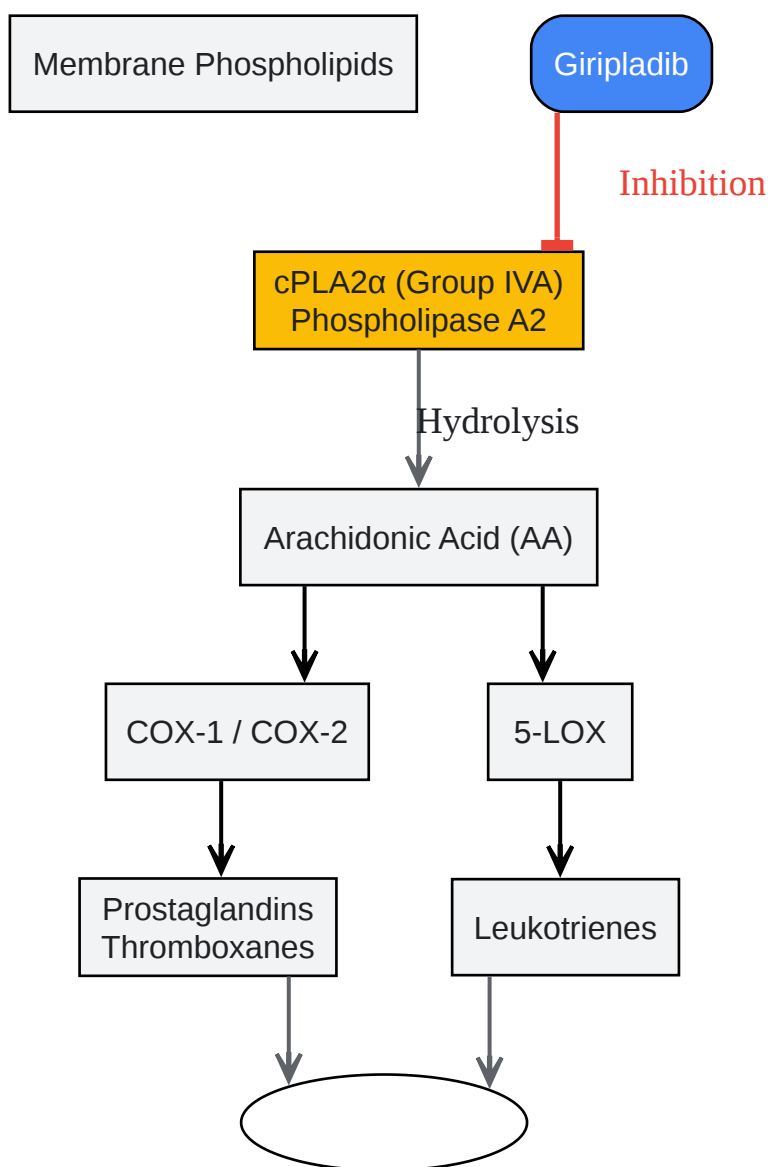 Membrane Phospholipids
Giripladib
Inhibition
cPLA2α (Group IVA)
Phospholipase A2
Hydrolysis
Arachidonic Acid (AA)
COX-1 / COX-2
5-LOX
Prostaglandins
Thromboxanes
Leukotrienes